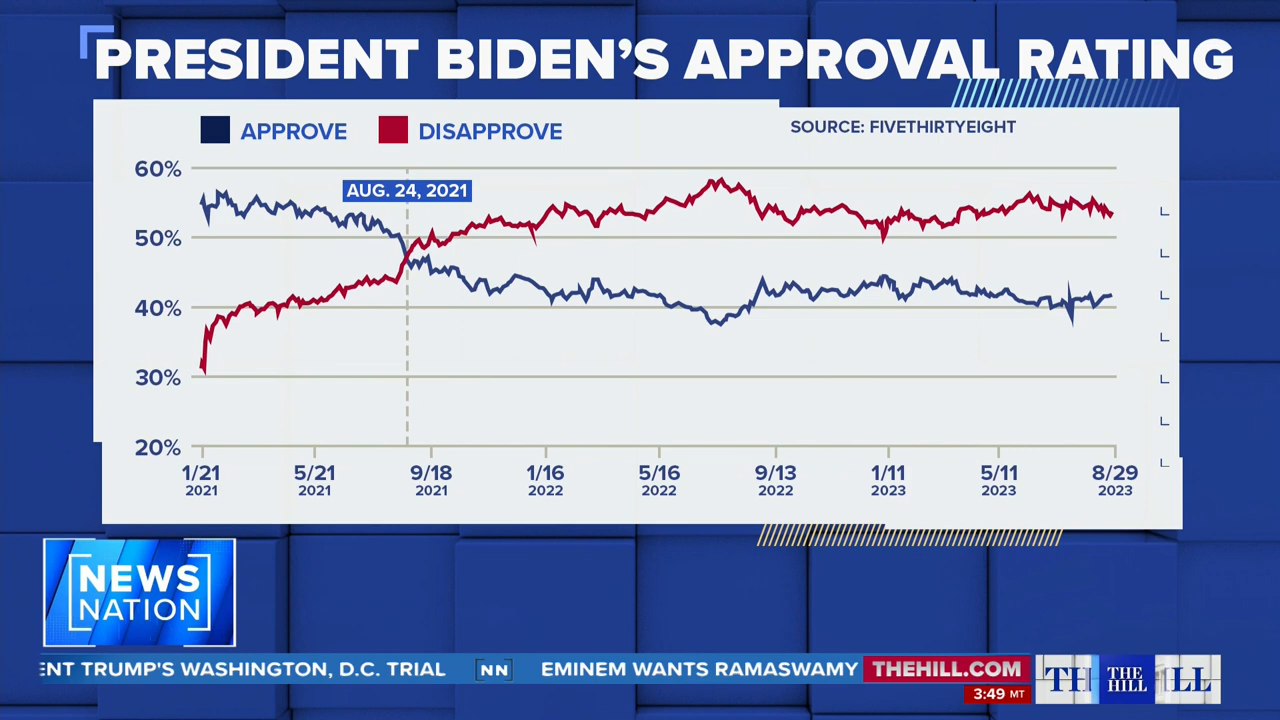 PRESIDENT BIDEN'S APPROVAL RATING
APPROVE
DISAPPROVE
SOURCE: FIVETHIRTYEIGHT
60%
AUG. 24, 2021
50%
40%
30%
20%
1/21
2021
5/21
2021
9/18
2021
1/16
2022
5/16
2022
9/13
2022
1/11
2023
5/11
2023
8/29
2023
NEWS
NATION
ENT TRUMP'S WASHINGTON, D.C. TRIAL
NN
EMINEM WANTS RAMASWAMY
THEHILL.COM
THE
HILL
3:49 MT